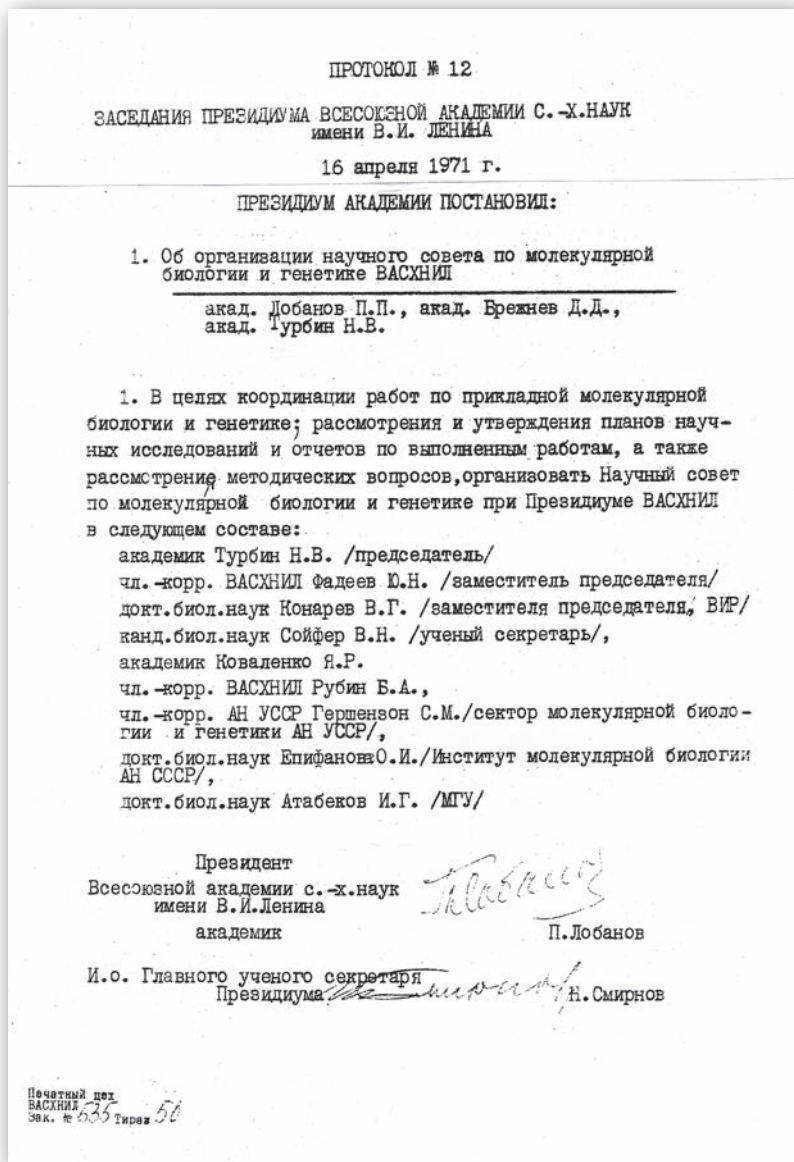 ПРОТОКОЛ № 12
ЗАСЕДАНИЯ ПРЕЗИДИУМА ВСЕСОЮЗНОЙ АКАДЕМИИ С.-Х.НАУК
имени В.И. ЛЕНИНА
16 апреля 1971 г.
ПРЕЗИДИУМ АКАДЕМИИ ПОСТАНОВИЛ:
1. Об организации научного совета по молекулярной
биологии и генетике ВАСХНИЛ
акад. Лобанов П.П., акад. Брежнев Д.Д.,
акад. Турбин Н.В.
1. В целях координации работ по прикладной молекулярной
биологии и генетике; рассмотрения и утверждения планов науч-
ных исследований и отчетов по выполненным работам, а также
рассмотрения методических вопросов,организовать Научный совет
по молекулярной биологии и генетике при Президиуме ВАСХНИЛ
в следующем составе:
академик Турбин Н.В. /председатель/
чл.-корр. ВАСХНИЛ Фадеев Ю.Н. /заместитель председателя/
докт.биол.наук Конарев В.Г. /заместителя председателя, ВИР/
канд.биол.наук Сойфер В.Н. /ученый секретарь/,
академик Коваленко Я.Р.
чл.-корр. ВАСХНИЛ Рубин Б.А.,
чл.-корр. АН УССР Гершензон С.М./сектор молекулярной биоло-
гии и генетики АН УССР/,
докт.биол.наук Епифанова О.И./Институт молекулярной биологии
АН СССР/,
докт.биол.наук Атабеков И.Г. /МГУ/
Президент
Всесоюзной академии с.-х.наук
имени В.И.Ленина
академик П.Лобанов
И.о. Главного ученого секретаря
Президиума Н.Смирнов
Печатный цех
ВАСХНИЛ
Зак. № 535 Тираж 50